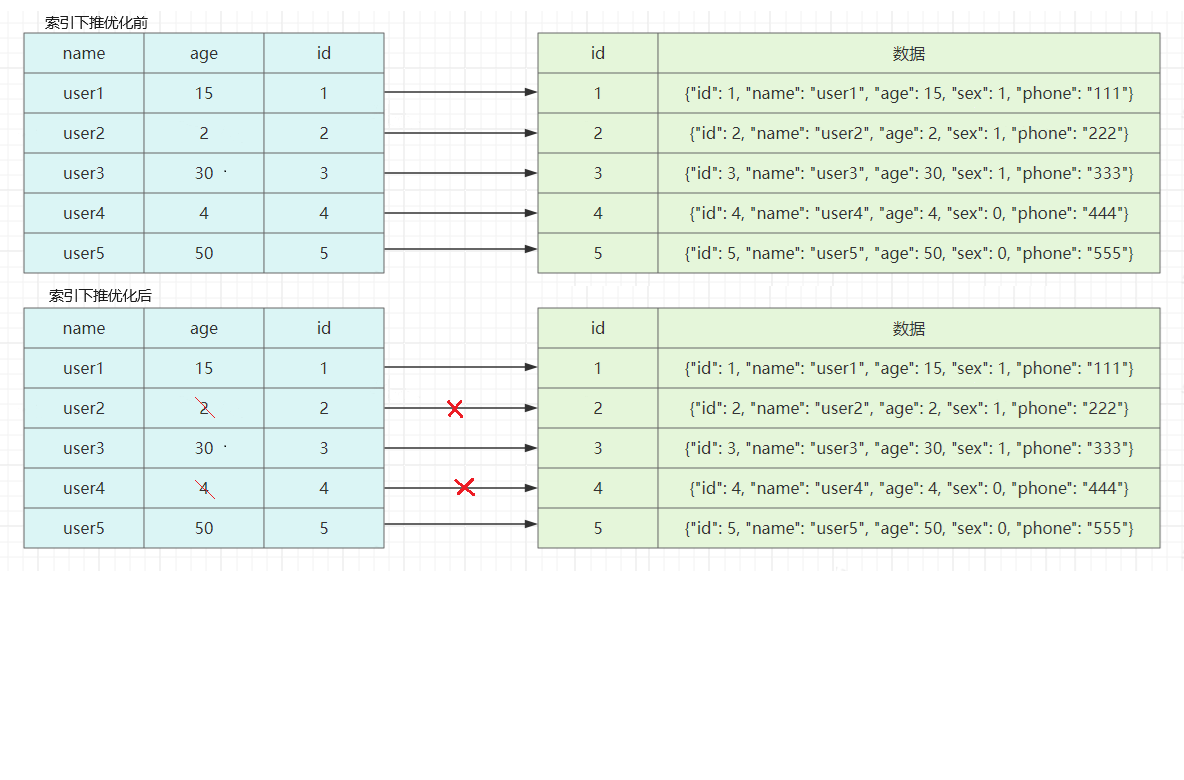 索引下推优化前
name age id id 数据
user1 15 1 1 {"id": 1, "name": "user1", "age": 15, "sex": 1, "phone": "111"}
user2 2 2 2 {"id": 2, "name": "user2", "age": 2, "sex": 1, "phone": "222"}
user3 30 3 3 {"id": 3, "name": "user3", "age": 30, "sex": 1, "phone": "333"}
user4 4 4 4 {"id": 4, "name": "user4", "age": 4, "sex": 0, "phone": "444"}
user5 50 5 5 {"id": 5, "name": "user5", "age": 50, "sex": 0, "phone": "555"}
索引下推优化后
name age id id 数据
user1 15 1 1 {"id": 1, "name": "user1", "age": 15, "sex": 1, "phone": "111"}
user2 2 2 2 {"id": 2, "name": "user2", "age": 2, "sex": 1, "phone": "222"}
user3 30 3 3 {"id": 3, "name": "user3", "age": 30, "sex": 1, "phone": "333"}
user4 4 4 4 {"id": 4, "name": "user4", "age": 4, "sex": 0, "phone": "444"}
user5 50 5 5 {"id": 5, "name": "user5", "age": 50, "sex": 0, "phone": "555"}